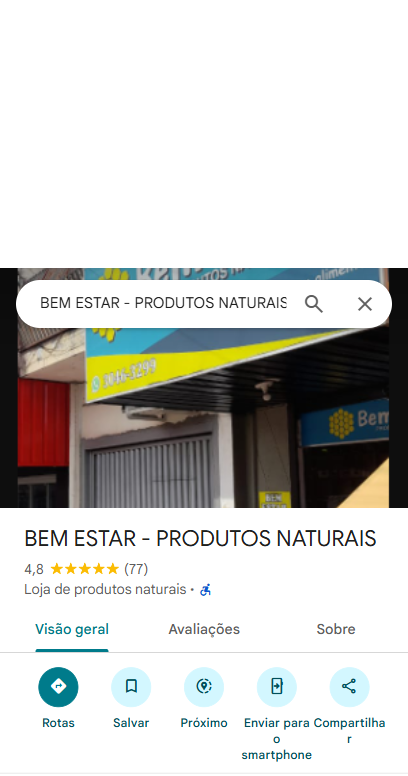 BEM ESTAR - PRODUTOS NATURAIS
Bem
BEM ESTAR - PRODUTOS NATURAIS
4,8 ★★★★★ (77)
Loja de produtos naturais ·
Visão geral
Avaliações
Sobre
Rotas
Salvar
Próximo
Enviar para
o
smartphone
Compartilha
r